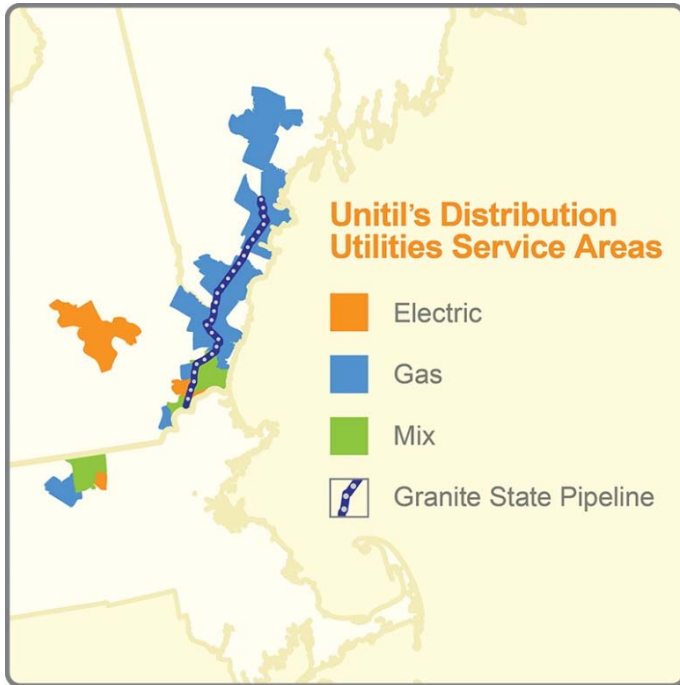 Unitil's Distribution
Utilities Service Areas
Electric
Gas
Mix
Granite State Pipeline